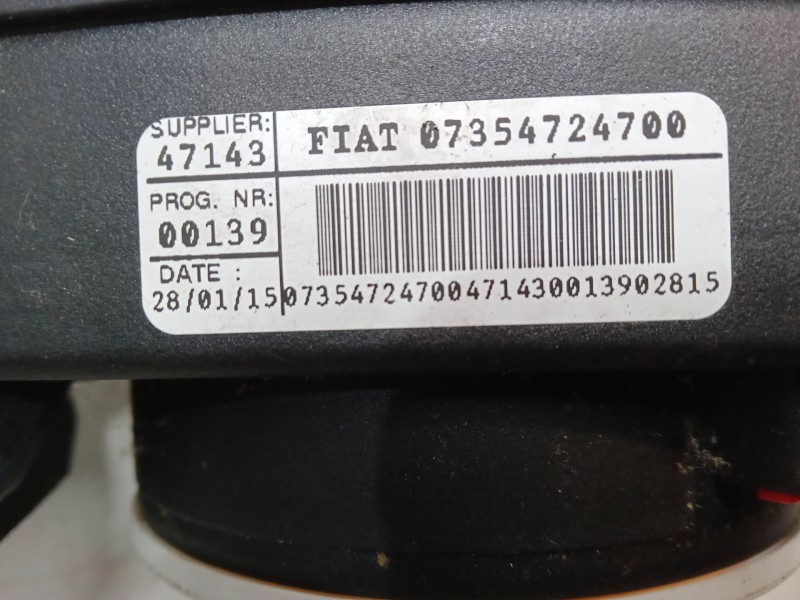 SUPPLIER:
47143
FIAT 07354724700
PROG. NR:
00139
DATE :
28/01/15
07354724700471430013902815